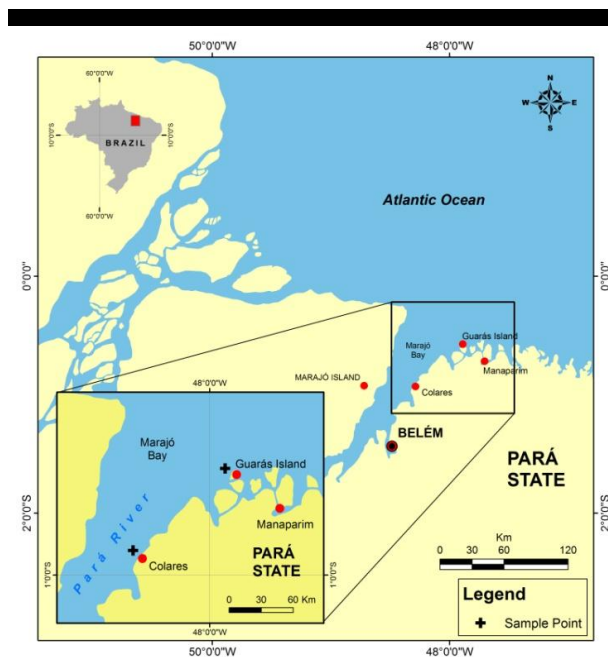 50°0'0"W
48°0'0"W
60°0'0"W
10°0'0"S
10°0'0"S
BRAZIL
60°0'0"W
N
W
E
S
Atlantic Ocean
0°0'0"
0°0'0"
Marajó
Bay
Guarás Island
Manaparim
MARAJÓ ISLAND
Colares
BELÉM
PARÁ
STATE
48°0'0"W
Marajó
Bay
Guarás Island
Manaparim
Pará River
PARÁ
STATE
Colares
1°0'0"S
1°0'0"S
0 30 60 Km
48°0'0"W
2°0'0"S
2°0'0"S
Km
0 30 60 120
Legend
Sample Point
50°0'0"W
48°0'0"W